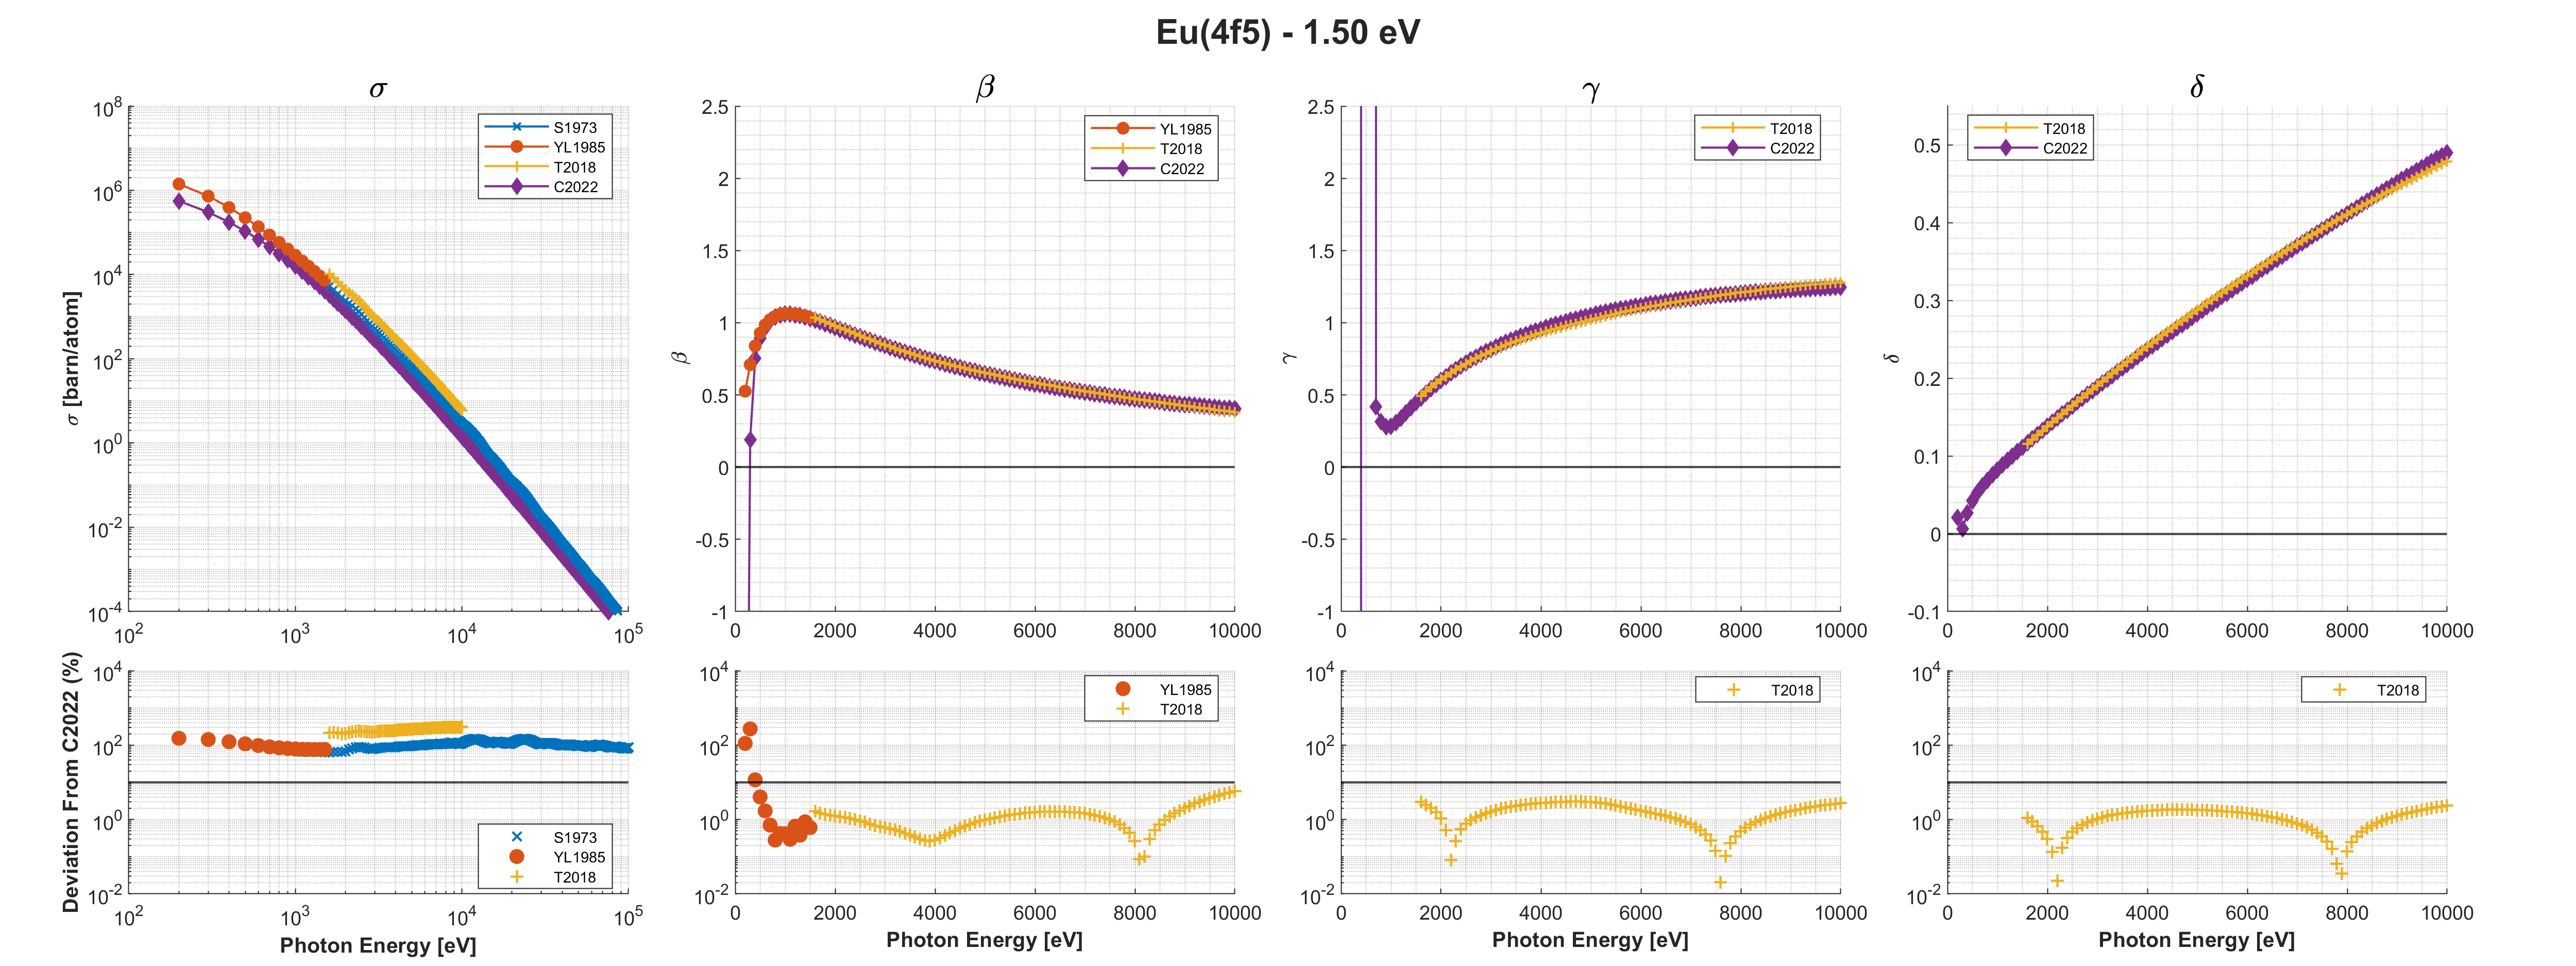 Eu(4f5) - 1.50 eV
σ
10^8
10^6
10^4
10^2
10^0
10^-2
10^-4
10^2
10^3
10^4
10^5
σ [barn/atom]
S1973
YL1985
T2018
C2022
β
2.5
2
1.5
1
0.5
0
-0.5
-1
0
2000
4000
6000
8000
10000
β
YL1985
T2018
C2022
γ
2.5
2
1.5
1
0.5
0
-0.5
-1
0
2000
4000
6000
8000
10000
γ
T2018
C2022
δ
0.5
0.4
0.3
0.2
0.1
0
-0.1
0
2000
4000
6000
8000
10000
δ
T2018
C2022
Deviation From C2022 (%)
10^4
10^2
10^0
10^-2
10^2
10^3
10^4
10^5
Photon Energy [eV]
S1973
YL1985
T2018
10^4
10^2
10^0
10^-2
0
2000
4000
6000
8000
10000
Photon Energy [eV]
YL1985
T2018
10^4
10^2
10^0
10^-2
0
2000
4000
6000
8000
10000
Photon Energy [eV]
T2018
10^4
10^2
10^0
10^-2
0
2000
4000
6000
8000
10000
Photon Energy [eV]
T2018